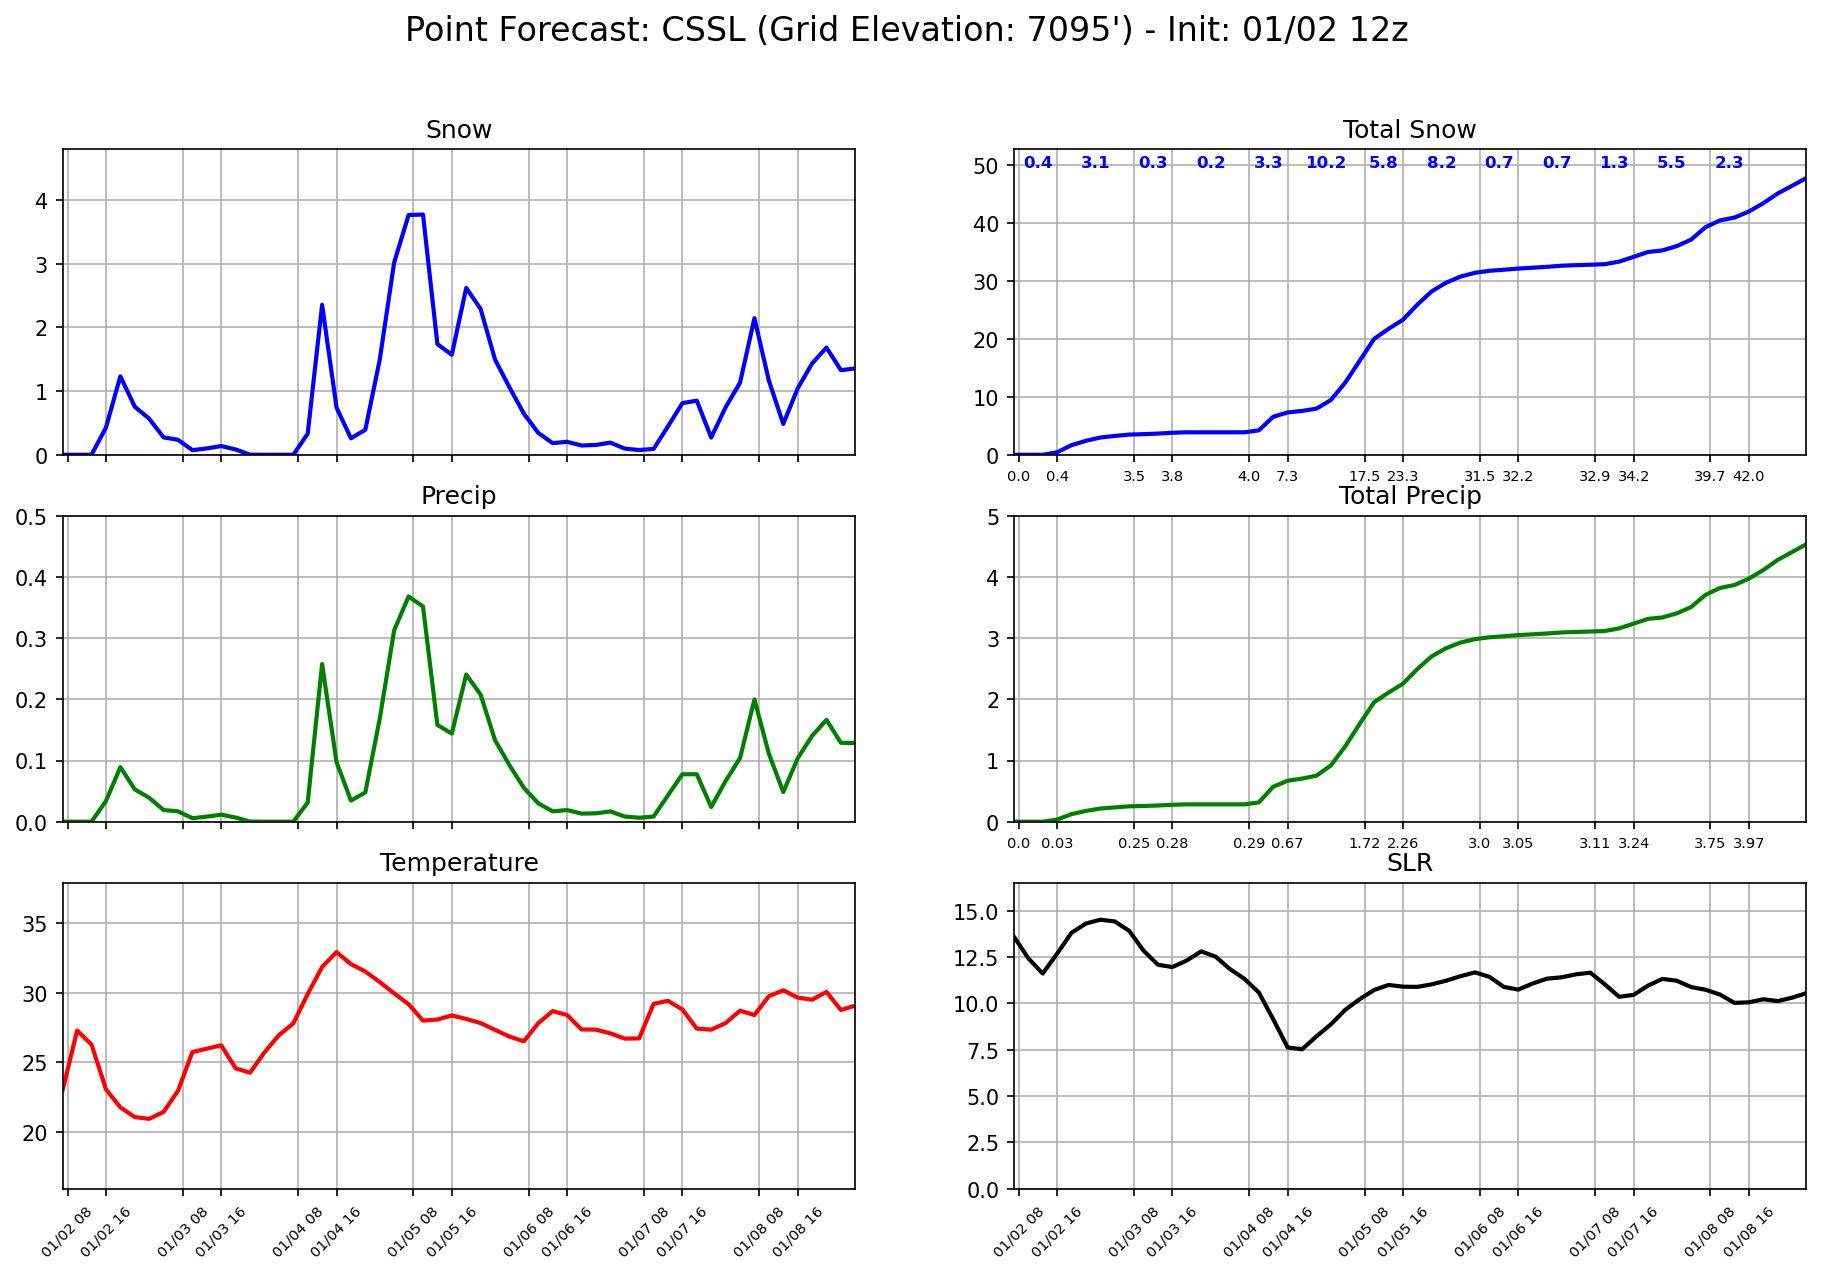 Point Forecast: CSSL (Grid Elevation: 7095') - Init: 01/02 12z
Snow
4
3
2
1
0
Total Snow
0.4 3.1 0.3 0.2 3.3 10.2 5.8 8.2 0.7 0.7 1.3 5.5 2.3
50
40
30
20
10
0
0.0 0.4 3.5 3.8 4.0 7.3 17.5 23.3 31.5 32.2 32.9 34.2 39.7 42.0
Precip
0.5
0.4
0.3
0.2
0.1
0.0
Total Precip
5
4
3
2
1
0
0.0 0.03 0.25 0.28 0.29 0.67 1.72 2.26 3.0 3.05 3.11 3.24 3.75 3.97
Temperature
35
30
25
20
01/02 08 01/02 16 01/03 08 01/03 16 01/04 08 01/04 16 01/05 08 01/05 16 01/06 08 01/06 16 01/07 08 01/07 16 01/08 08 01/08 16
SLR
15.0
12.5
10.0
7.5
5.0
2.5
0.0
01/02 08 01/02 16 01/03 08 01/03 16 01/04 08 01/04 16 01/05 08 01/05 16 01/06 08 01/06 16 01/07 08 01/07 16 01/08 08 01/08 16